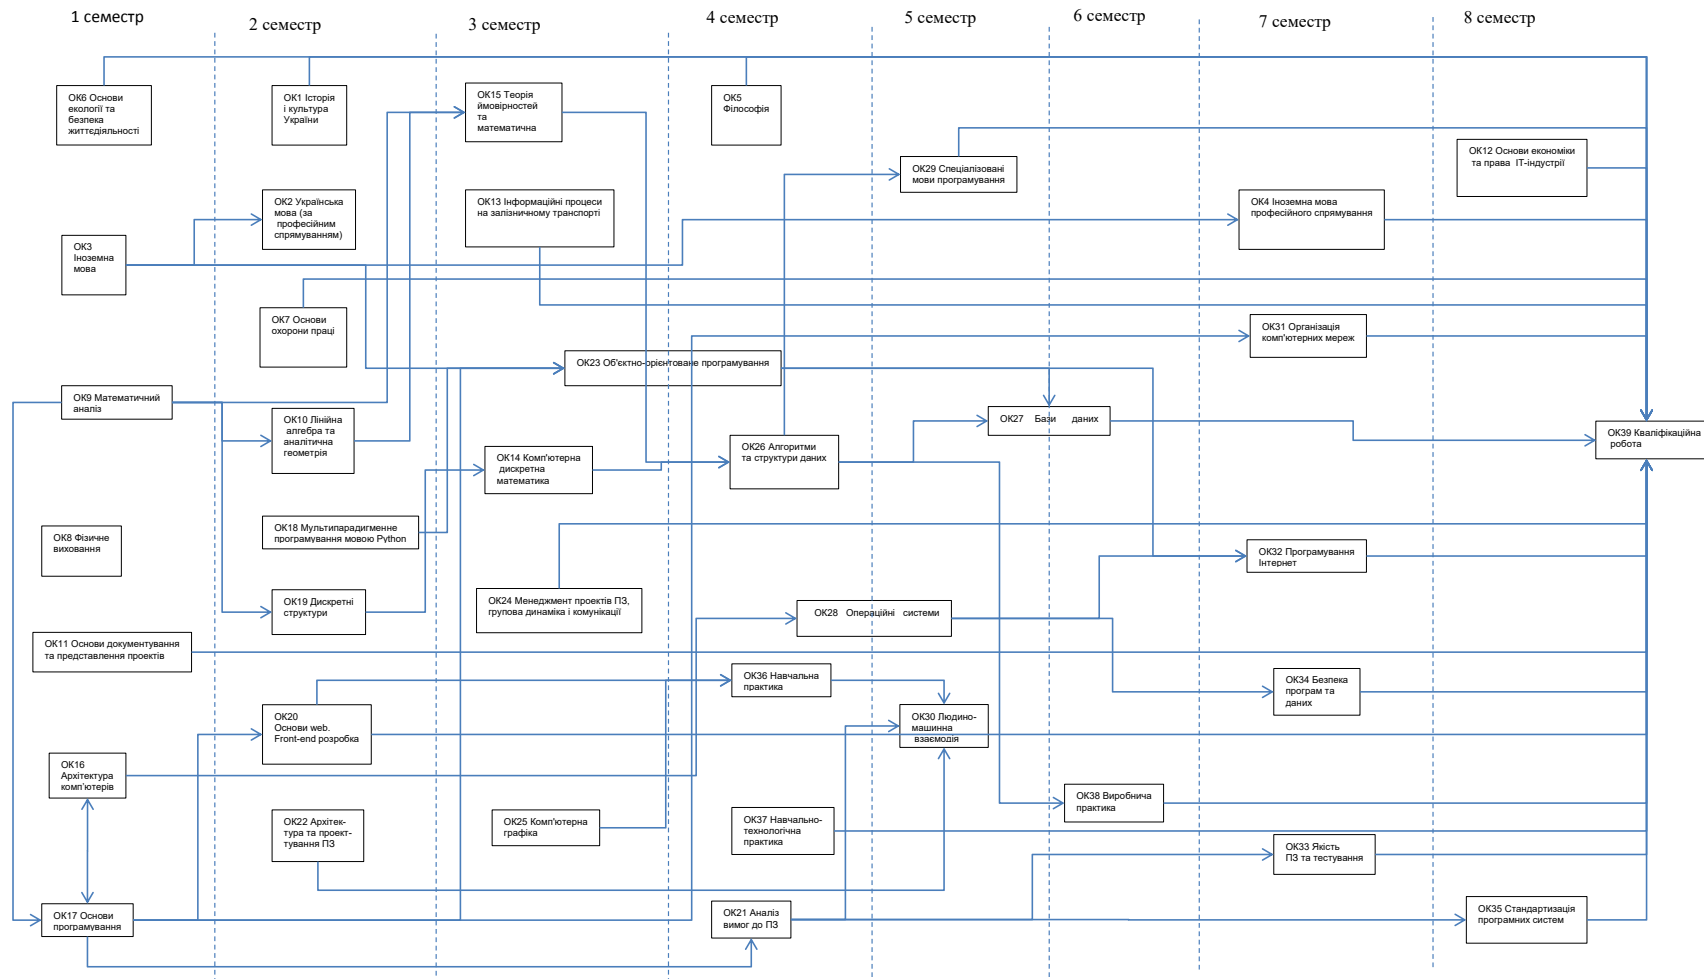 1 семестр
2 семестр
3 семестр
4 семестр
5 семестр
6 семестр
7 семестр
8 семестр
ОК6 Основи
екології та
безпека
життєдіяльності
ОК1 Історія
і культура
України
ОК15 Теорія
ймовірностей
та
математична
ОК5
Філософія
ОК29 Спеціалізовані
мови програмування
ОК12 Основи економіки
та права ІТ-індустрії
ОК2 Українська
мова (за
професійним
спрямуванням)
ОК13 Інформаційні процеси
на залізничному транспорті
ОК4 Іноземна мова
професійного спрямування
ОК3
Іноземна
мова
ОК7 Основи
охорони праці
ОК31 Організація
комп'ютерних мереж
ОК23 Об'єктно-орієнтоване програмування
ОК9 Математичний
аналіз
ОК10 Лінійна
алгебра та
аналітична
геометрія
ОК27 Бази даних
ОК39 Кваліфікаційна
робота
ОК14 Комп'ютерна
дискретна
математика
ОК26 Алгоритми
та структури даних
ОК8 Фізичне
виховання
ОК18 Мультипарадигменне
програмування мовою Python
ОК32 Програмування
Інтернет
ОК19 Дискретні
структури
ОК24 Менеджмент проектів ПЗ,
групова динаміка і комунікації
ОК28 Операційні системи
ОК11 Основи документування
та представлення проектів
ОК36 Навчальна
практика
ОК34 Безпека
програм та
даних
ОК20
Основи web.
Front-end розробка
ОК30 Людино-
машинна
взаємодія
ОК16
Архітектура
комп'ютерів
ОК38 Виробнича
практика
ОК22 Архітек-
тура та проект-
тування ПЗ
ОК25 Комп'ютерна
графіка
ОК37 Навчально-
технологічна
практика
ОК33 Якість
ПЗ та тестування
ОК17 Основи
програмування
ОК21 Аналіз
вимог до ПЗ
ОК35 Стандартизація
програмних систем